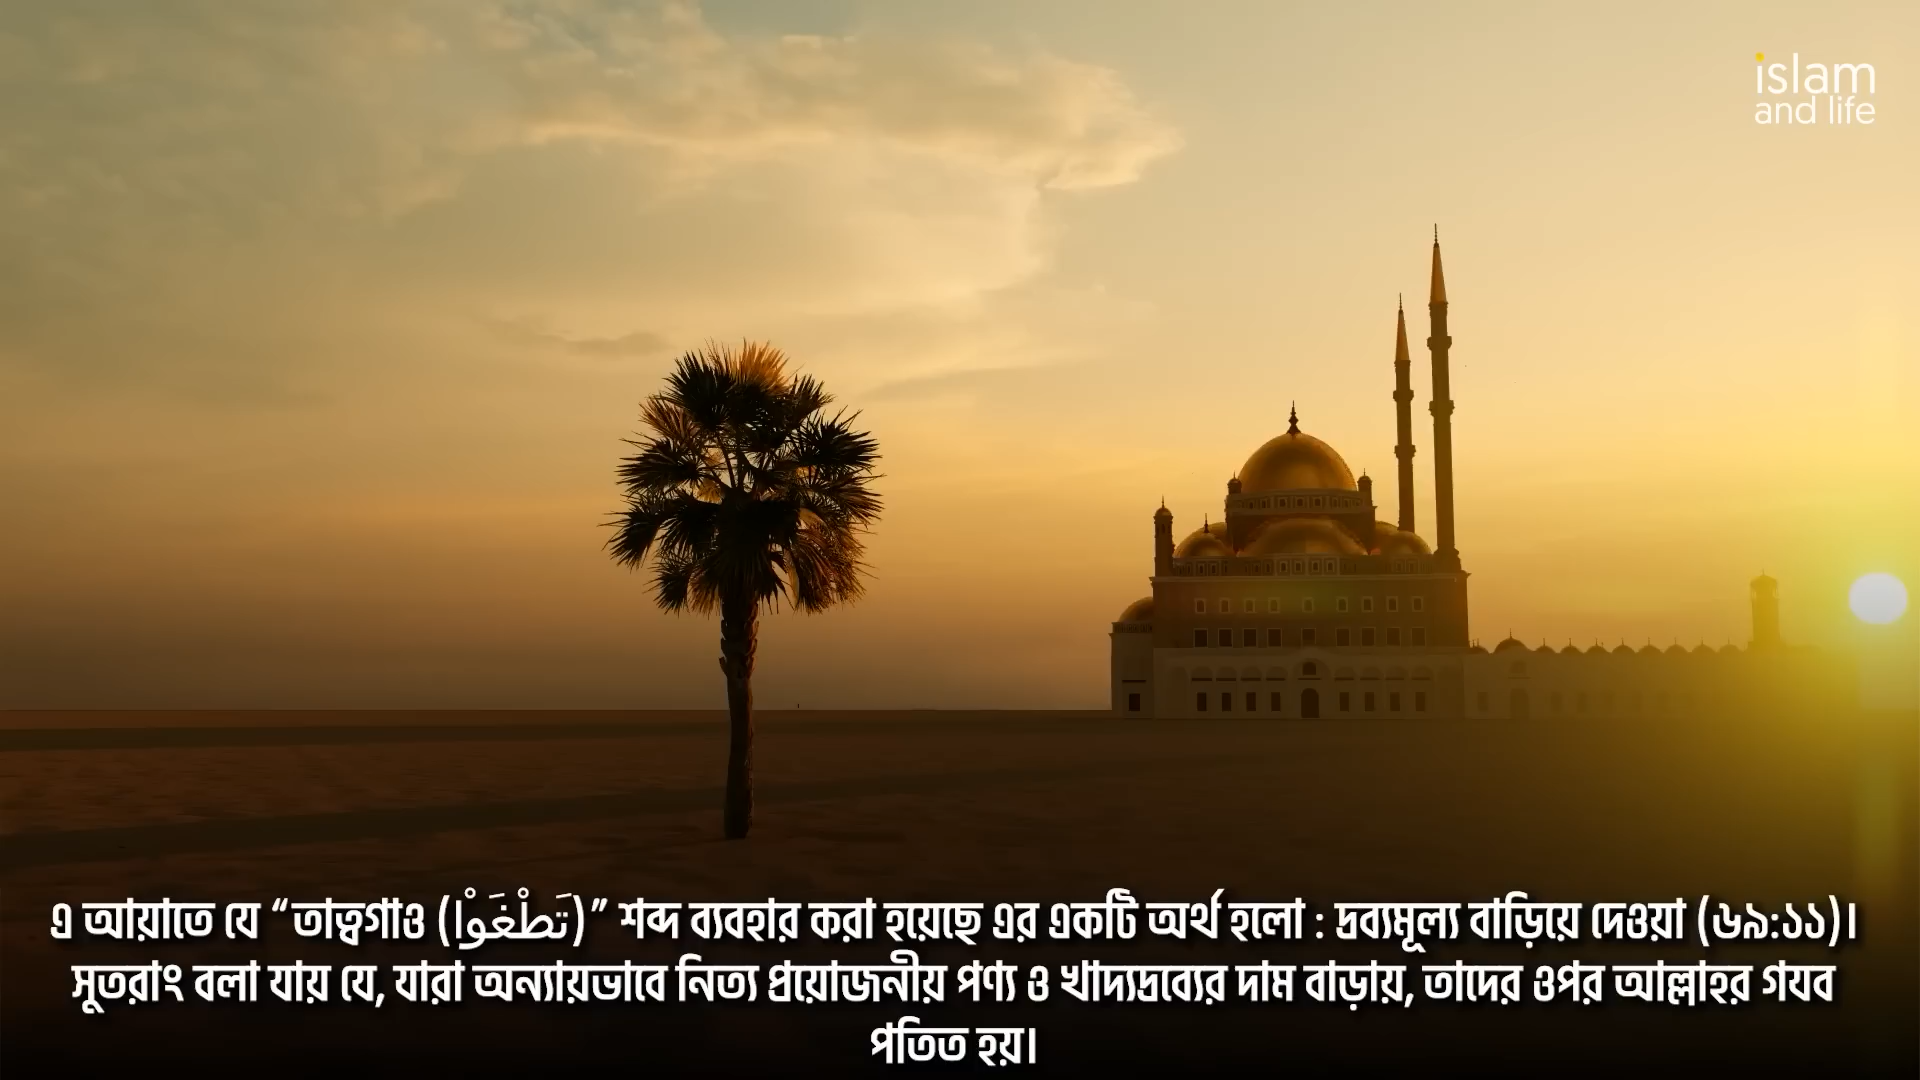 islam
and life
এ আয়াতে যে “তাত্বগাও (تَطْغَوْا)” শব্দ ব্যবহার করা হয়েছে এর একটি অর্থ হলো : দ্রব্যমূল্য বাড়িয়ে দেওয়া (৬৯:১১)।
সুতরাং বলা যায় যে, যারা অন্যায়ভাবে নিত্য প্রয়োজনীয় পণ্য ও খাদ্যদ্রব্যের দাম বাড়ায়, তাদের ওপর আল্লাহর গযব
পতিত হয়।